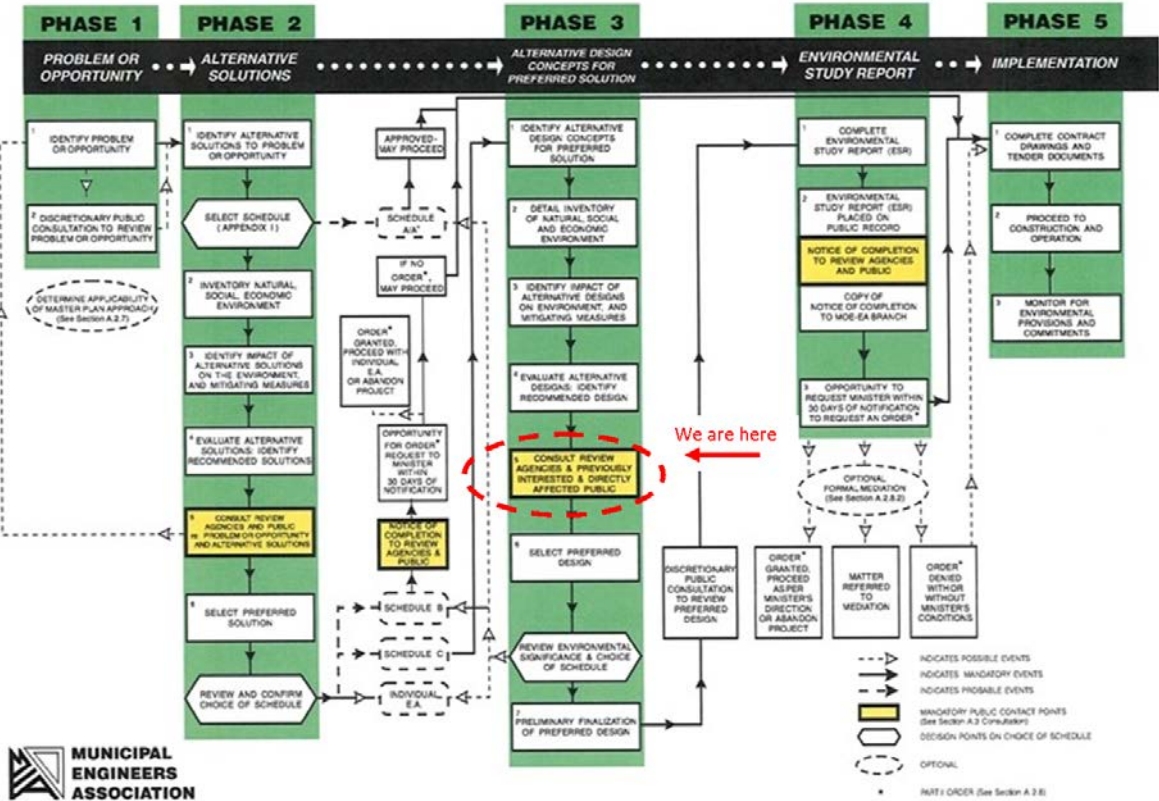 PHASE 1
PROBLEM OR
OPPORTUNITY
1 IDENTIFY PROBLEM
OR OPPORTUNITY
2 DISCRETIONARY PUBLIC
CONSULTATION TO REVIEW
PROBLEM OR OPPORTUNITY
DETERMINE APPLICABILITY
OF MASTER PLAN APPROACH
(See Section A.2.7)
PHASE 2
ALTERNATIVE
SOLUTIONS
1 IDENTIFY ALTERNATIVE
SOLUTIONS TO PROBLEM
OR OPPORTUNITY
SELECT SCHEDULE
(APPENDIX I)
2 INVENTORY NATURAL,
SOCIAL, ECONOMIC
ENVIRONMENT
3 IDENTIFY IMPACT OF
ALTERNATIVE SOLUTIONS
ON THE ENVIRONMENT,
AND MITIGATING MEASURES
4 EVALUATE ALTERNATIVE
SOLUTIONS: IDENTIFY
RECOMMENDED SOLUTIONS
5 CONSULT REVIEW
AGENCIES AND PUBLIC
re: PROBLEM OR OPPORTUNITY
AND ALTERNATIVE SOLUTIONS
6 SELECT PREFERRED
SOLUTION
REVIEW AND CONFIRM
CHOICE OF SCHEDULE
APPROVED-
MAY PROCEED
SCHEDULE
A/A+
IF NO
ORDER*,
MAY PROCEED
ORDER*
GRANTED,
PROCEED WITH
INDIVIDUAL
E.A.
OR ABANDON
PROJECT
OPPORTUNITY
FOR ORDER*
REQUEST TO
MINISTER
WITHIN
30 DAYS OF
NOTIFICATION
NOTICE OF
COMPLETION
TO REVIEW
AGENCIES &
PUBLIC
SCHEDULE B
SCHEDULE C
INDIVIDUAL
E.A.
PHASE 3
ALTERNATIVE DESIGN
CONCEPTS FOR
PREFERRED SOLUTION
1 IDENTIFY ALTERNATIVE
DESIGN CONCEPTS
FOR PREFERRED
SOLUTION
2 DETAIL INVENTORY
OF NATURAL, SOCIAL
AND ECONOMIC
ENVIRONMENT
3 IDENTIFY IMPACT OF
ALTERNATIVE DESIGNS
ON ENVIRONMENT, AND
MITIGATING MEASURES
4 EVALUATE ALTERNATIVE
DESIGNS: IDENTIFY
RECOMMENDED DESIGN
5 CONSULT REVIEW
AGENCIES & PREVIOUSLY
INTERESTED & DIRECTLY
AFFECTED PUBLIC
We are here
6 SELECT PREFERRED
DESIGN
REVIEW ENVIRONMENTAL
SIGNIFICANCE & CHOICE
OF SCHEDULE
7 PRELIMINARY FINALIZATION
OF PREFERRED DESIGN
DISCRETIONARY
PUBLIC
CONSULTATION
TO REVIEW
PREFERRED
DESIGN
PHASE 4
ENVIRONMENTAL
STUDY REPORT
1 COMPLETE
ENVIRONMENTAL
STUDY REPORT (ESR)
2 ENVIRONMENTAL
STUDY REPORT (ESR)
PLACED ON
PUBLIC RECORD
NOTICE OF COMPLETION
TO REVIEW AGENCIES
AND PUBLIC
COPY OF
NOTICE OF COMPLETION
TO MOE-EA BRANCH
3 OPPORTUNITY TO
REQUEST MINISTER WITHIN
30 DAYS OF NOTIFICATION
TO REQUEST AN ORDER*
OPTIONAL
FORMAL MEDIATION
(See Section A.2.8.2)
ORDER*
GRANTED,
PROCEED
AS PER
MINISTER'S
DIRECTION
OR ABANDON
PROJECT
MATTER
REFERRED
TO
MEDIATION
ORDER*
DENIED
WITH OR
WITHOUT
MINISTER'S
CONDITIONS
PHASE 5
IMPLEMENTATION
1 COMPLETE CONTRACT
DRAWINGS AND
TENDER DOCUMENTS
2 PROCEED TO
CONSTRUCTION AND
OPERATION
3 MONITOR FOR
ENVIRONMENTAL
PROVISIONS AND
COMMITMENTS
INDICATES POSSIBLE EVENTS
INDICATES MANDATORY EVENTS
INDICATES PROBABLE EVENTS
MANDATORY PUBLIC CONTACT POINTS
(See Section A.3 Consultation)
DECISION POINTS ON CHOICE OF SCHEDULE
OPTIONAL
* PART II ORDER (See Section A.2.8)
MUNICIPAL
ENGINEERS
ASSOCIATION